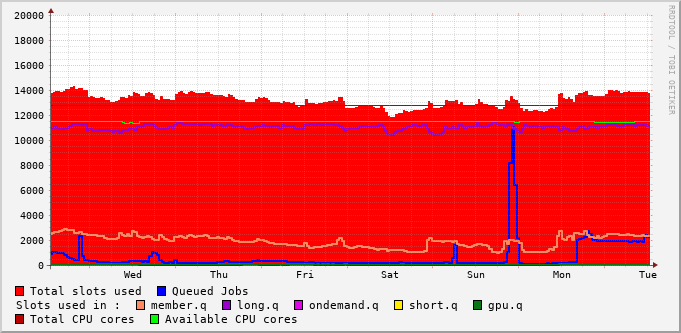 20000
18000
16000
14000
12000
10000
8000
6000
4000
2000
0
Wed Thu Fri Sat Sun Mon Tue
Total slots used Queued Jobs
Slots used in : member.q long.q ondemand.q short.q gpu.q
Total CPU cores Available CPU cores
RRDTOOL / TOBI OETIKER